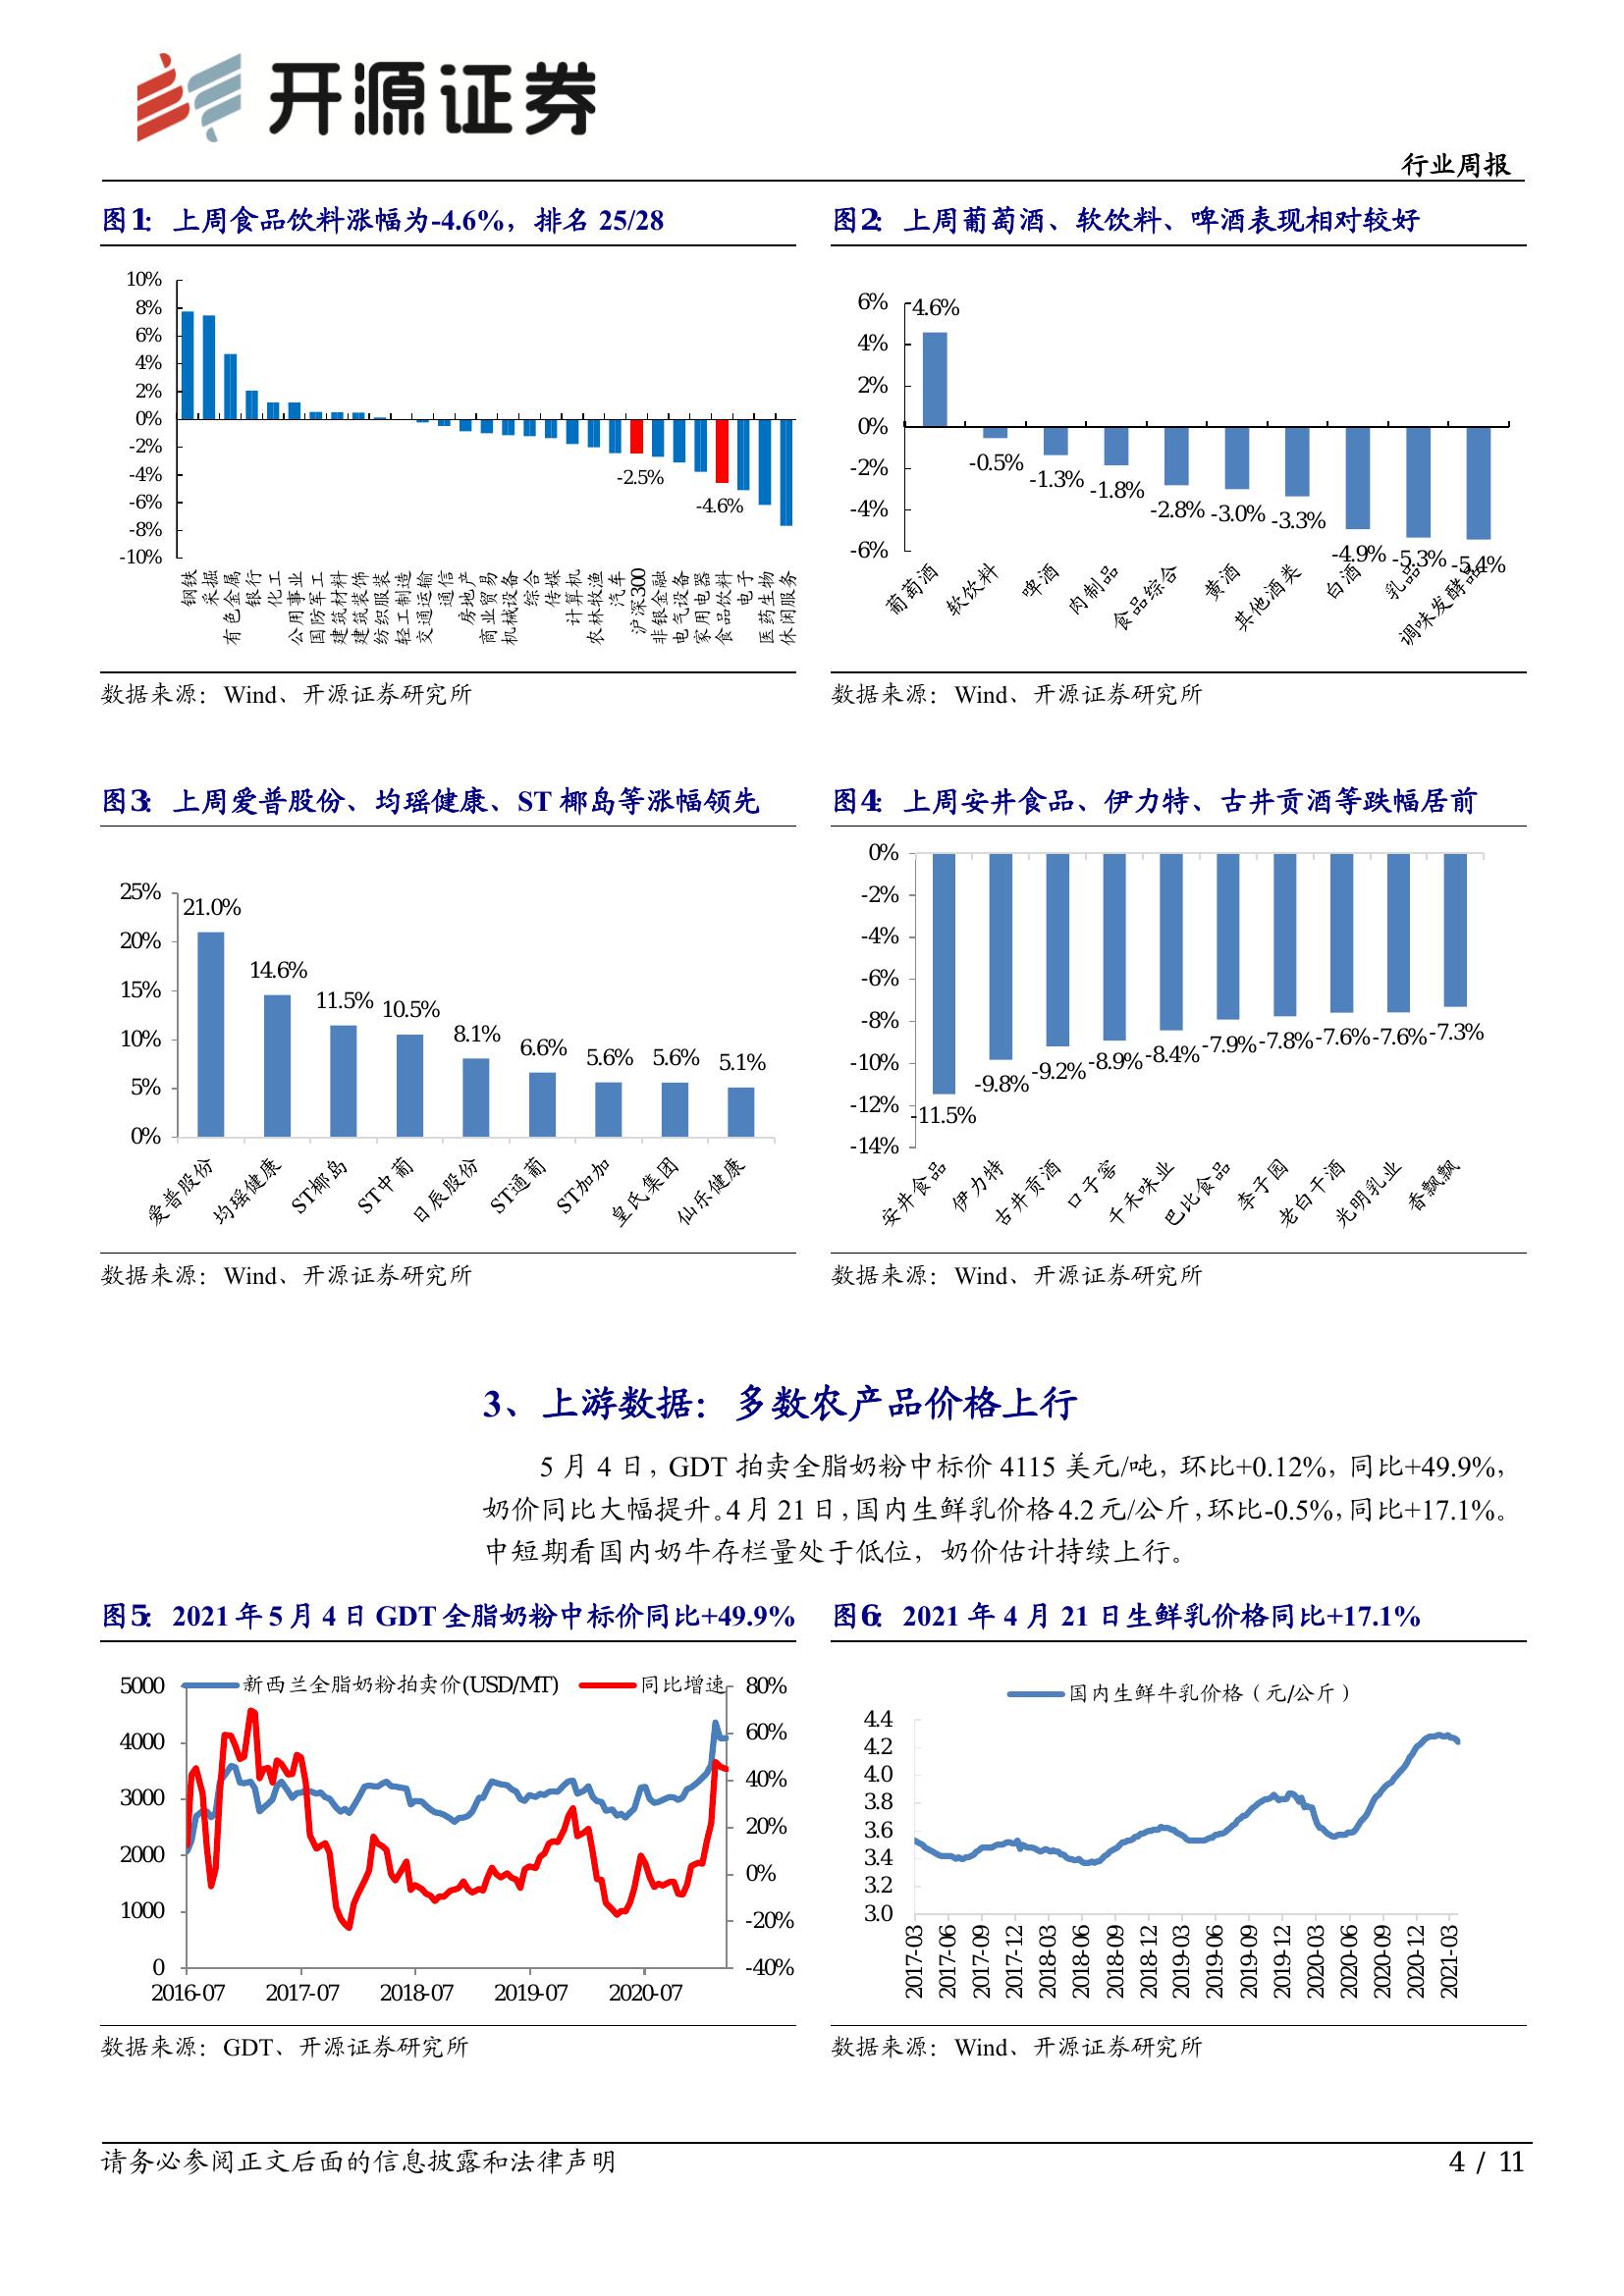 开源证券
行业周报
图1： 上周食品饮料涨幅为-4.6%，排名 25/28
10%
8%
6%
4%
2%
0%
-2%
-4%
-6%
-8%
-10%
-2.5%
-4.6%
钢铁
采掘
有色金属
银行
化工
公用事业
国防军工
建筑材料
建筑装饰
纺织服装
轻工制造
交通运输
通信
房地产
商业贸易
机械设备
综合
传媒
计算机
农林牧渔
汽车
沪深300
非银金融
电气设备
家用电器
食品饮料
电子
医药生物
休闲服务
数据来源：Wind、开源证券研究所
图2： 上周葡萄酒、软饮料、啤酒表现相对较好
6%
4%
2%
0%
-2%
-4%
-6%
4.6%
-0.5%
-1.3%
-1.8%
-2.8%
-3.0%
-3.3%
-4.9%
-5.3%
-5.4%
葡萄酒
软饮料
啤酒
肉制品
食品综合
黄酒
其他酒类
白酒
乳品
调味发酵品
数据来源：Wind、开源证券研究所
图3： 上周爱普股份、均瑶健康、ST 椰岛等涨幅领先
25%
20%
15%
10%
5%
0%
21.0%
14.6%
11.5%
10.5%
8.1%
6.6%
5.6%
5.6%
5.1%
爱普股份
均瑶健康
ST椰岛
ST中葡
日辰股份
ST通葡
ST加加
皇氏集团
仙乐健康
数据来源：Wind、开源证券研究所
图4： 上周安井食品、伊力特、古井贡酒等跌幅居前
0%
-2%
-4%
-6%
-8%
-10%
-12%
-14%
-11.5%
-9.8%
-9.2%
-8.9%
-8.4%
-7.9%
-7.8%
-7.6%
-7.6%
-7.3%
安井食品
伊力特
古井贡酒
口子窖
千禾味业
巴比食品
李子园
老白干酒
光明乳业
香飘飘
数据来源：Wind、开源证券研究所
3、上游数据：多数农产品价格上行
5 月 4 日，GDT 拍卖全脂奶粉中标价 4115 美元/吨，环比+0.12%，同比+49.9%，
奶价同比大幅提升。4 月 21 日，国内生鲜乳价格 4.2 元/公斤，环比-0.5%，同比+17.1%。
中短期看国内奶牛存栏量处于低位，奶价估计持续上行。
图5： 2021 年 5 月 4 日 GDT 全脂奶粉中标价同比+49.9%
新西兰全脂奶粉拍卖价(USD/MT)
同比增速
5000
4000
3000
2000
1000
0
80%
60%
40%
20%
0%
-20%
-40%
2016-07
2017-07
2018-07
2019-07
2020-07
数据来源：GDT、开源证券研究所
图6： 2021 年 4 月 21 日生鲜乳价格同比+17.1%
国内生鲜牛乳价格（元/公斤）
4.4
4.2
4.0
3.8
3.6
3.4
3.2
3.0
2017-03
2017-06
2017-09
2017-12
2018-03
2018-06
2018-09
2018-12
2019-03
2019-06
2019-09
2019-12
2020-03
2020-06
2020-09
2020-12
2021-03
数据来源：Wind、开源证券研究所
请务必参阅正文后面的信息披露和法律声明
4 / 11